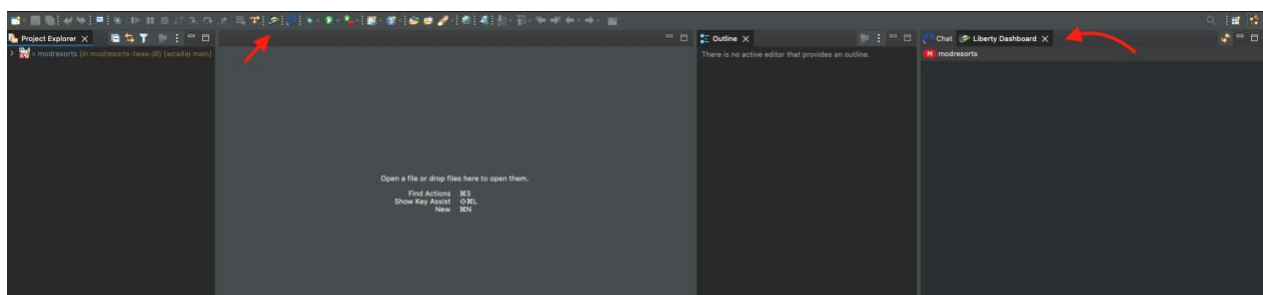 Project Explorer
> modresorts (in modresorts-twas-j8) [wca4ej main]
Open a file or drop files here to open them.
Find Actions ⌘3
Show Key Assist ⇧⌘L
New ⌘N
Outline
There is no active editor that provides an outline.
Chat
Liberty Dashboard
M modresorts